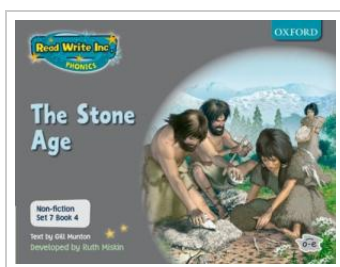 OXFORD
Read Write Inc.
PHONICS
The Stone
Age
Non-fiction
Set 7 Book 4
Text by Gill Munton
Developed by Ruth Miskin